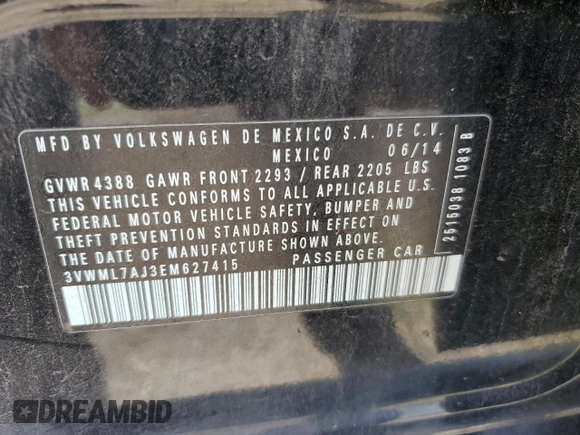 MFD BY VOLKSWAGEN DE MEXICO S.A. DE C.V.
MEXICO 06/14
GVWR 4388 GAWR FRONT 2293 / REAR 2205 LBS
THIS VEHICLE CONFORMS TO ALL APPLICABLE U.S.
FEDERAL MOTOR VEHICLE SAFETY, BUMPER AND
THEFT PREVENTION STANDARDS IN EFFECT ON
THE DATE OF MANUFACTURE SHOWN ABOVE.
3VWML7AJ3EM627415 PASSENGER CAR
2515038 1083 B
DREAMBID